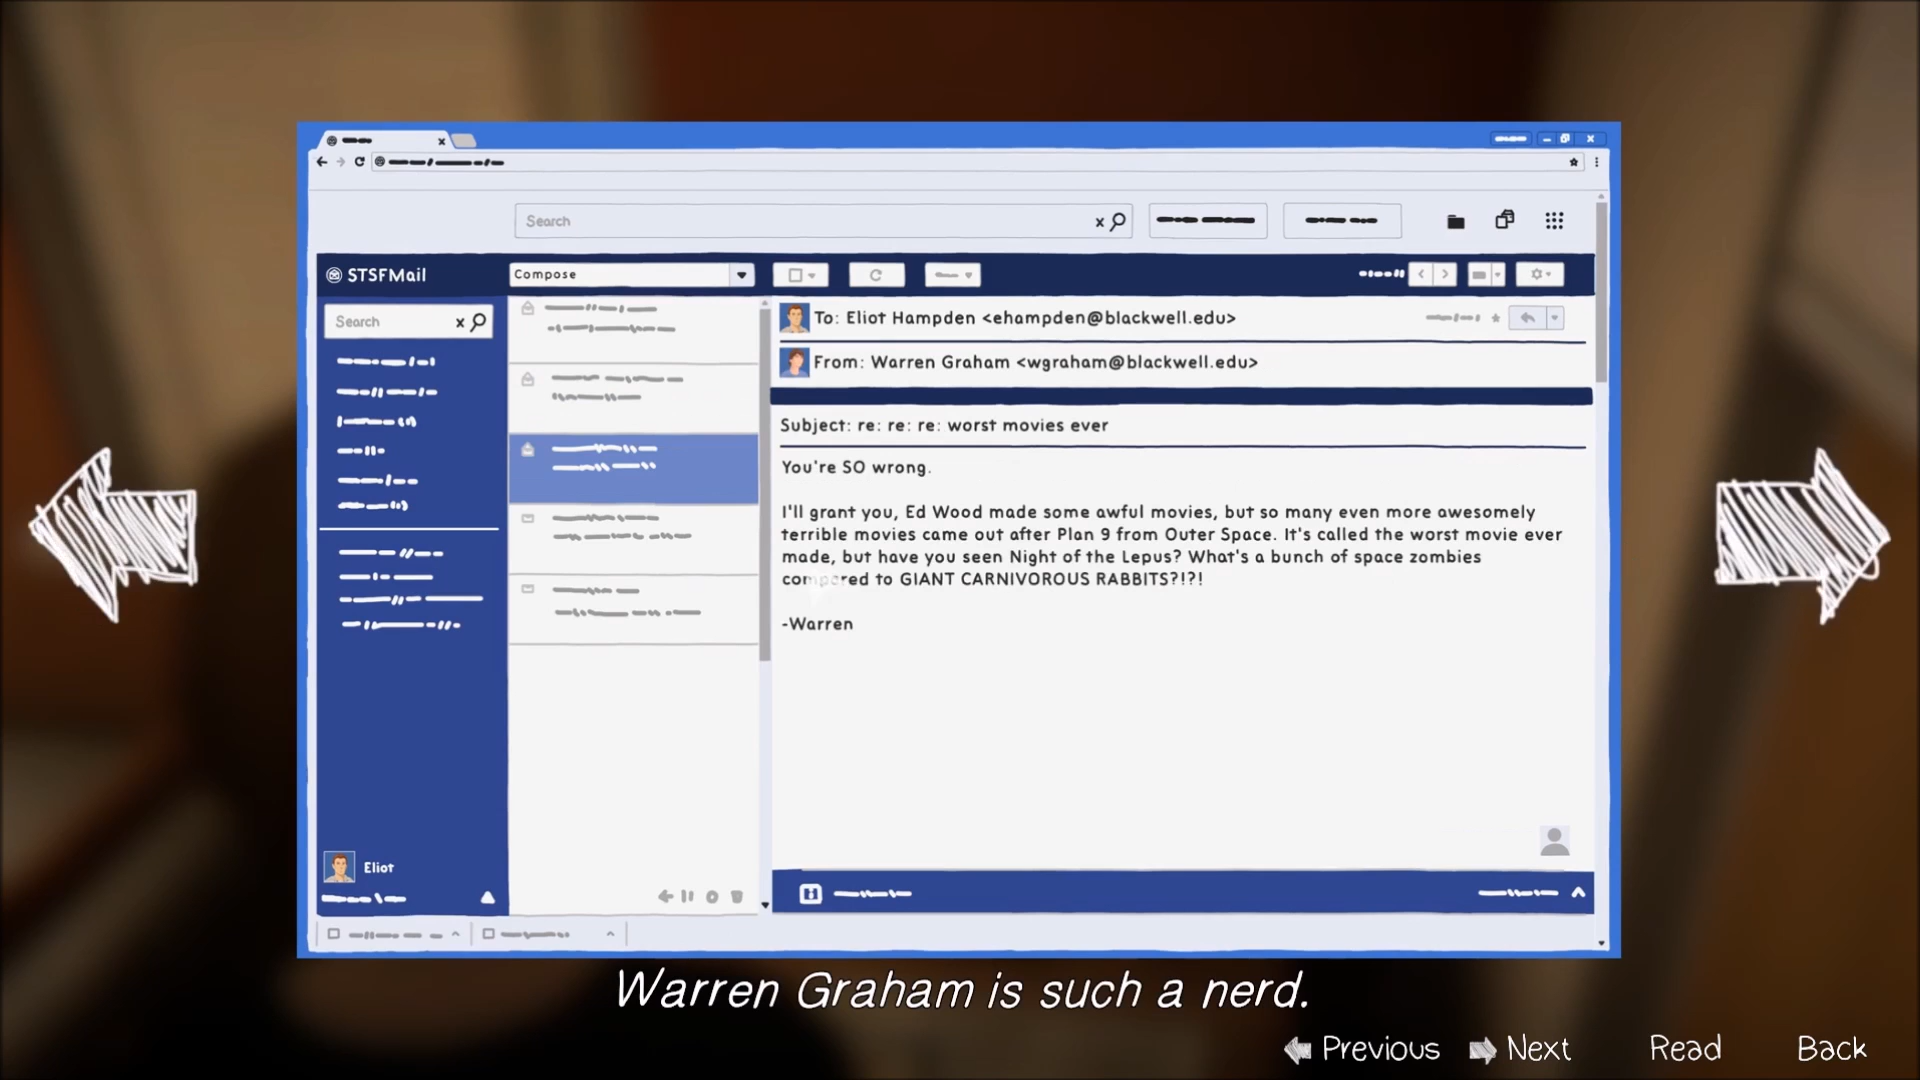 Search
STSFMail
Compose
Search
To: Eliot Hampden <ehampden@blackwell.edu>
From: Warren Graham <wgraham@blackwell.edu>
Subject: re: re: re: worst movies ever
You're SO wrong.
I'll grant you, Ed Wood made some awful movies, but so many even more awesomely
terrible movies came out after Plan 9 from Outer Space. It's called the worst movie ever
made, but have you seen Night of the Lepus? What's a bunch of space zombies
compared to GIANT CARNIVOROUS RABBITS?!?!
-Warren
Eliot
Warren Graham is such a nerd.
Previous
Next
Read
Back